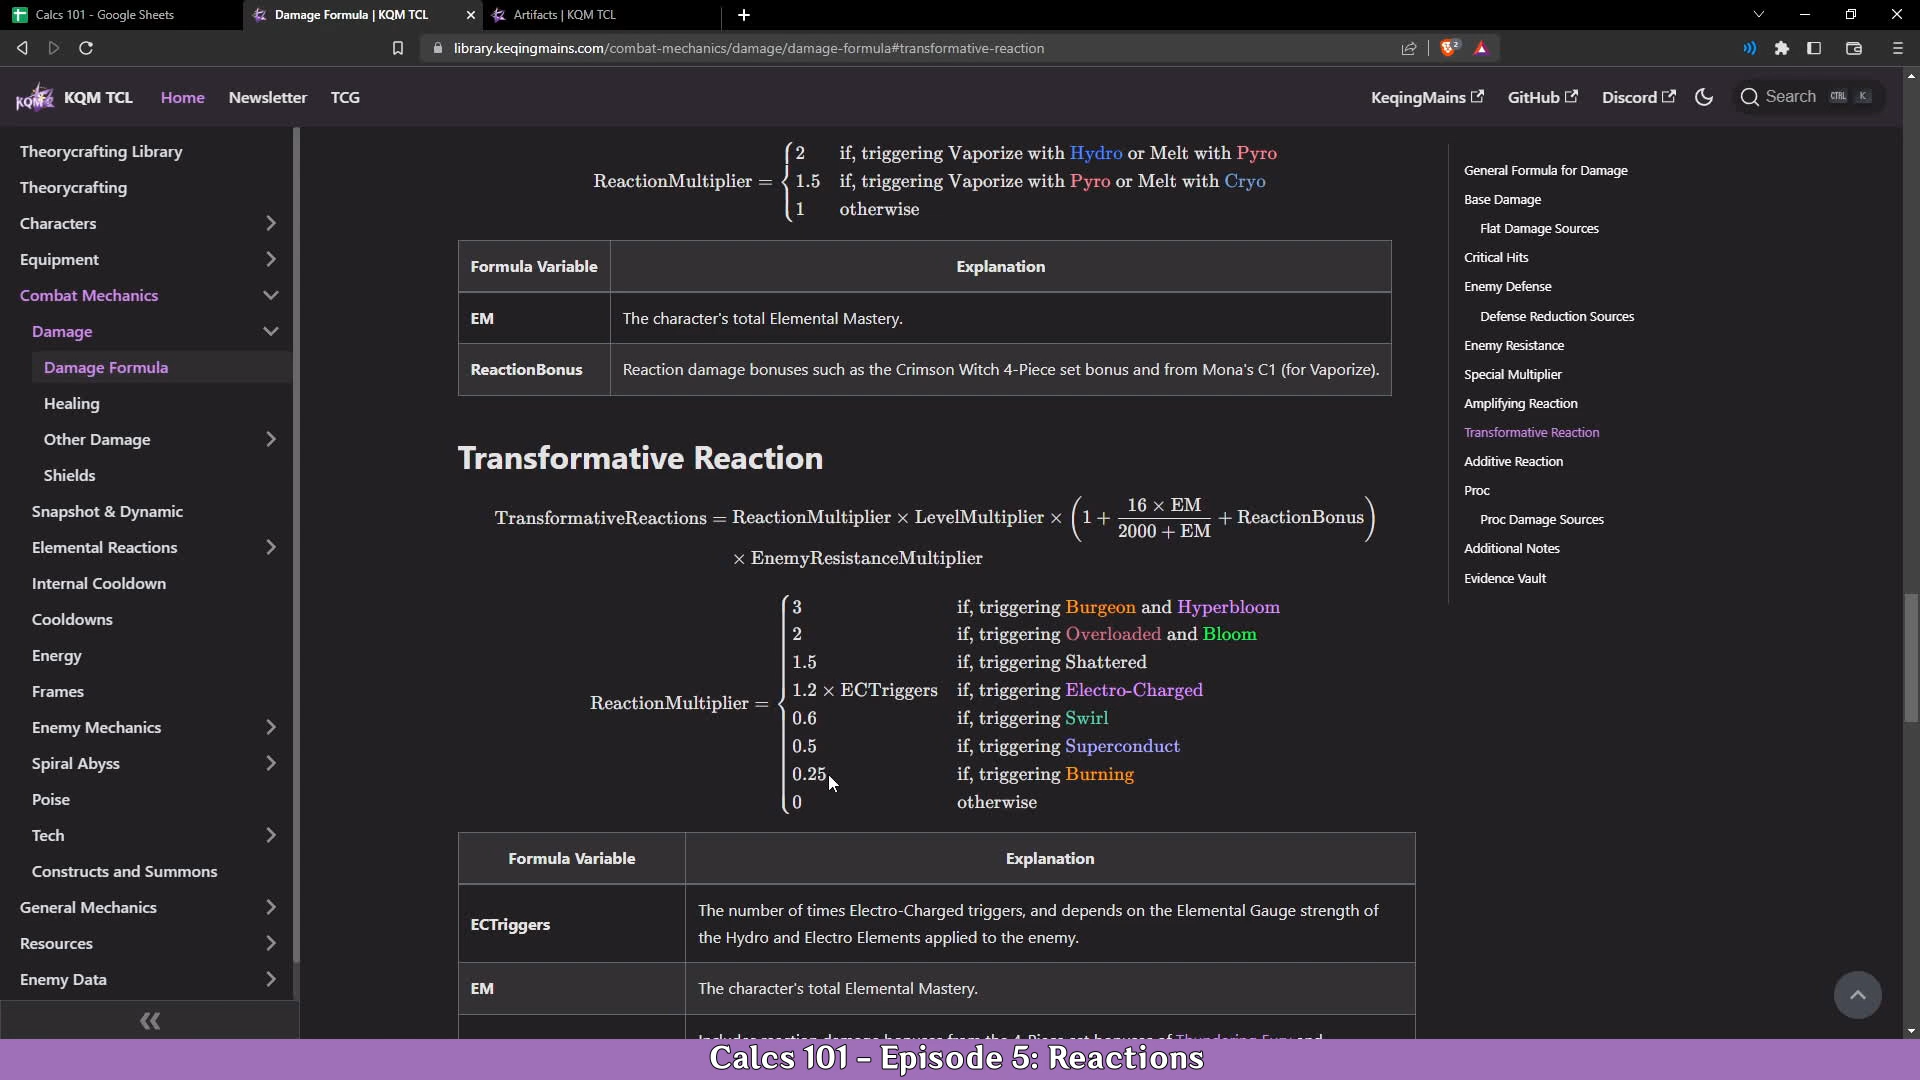 Calcs 101 - Google Sheets
Damage Formula | KQM TCL
Artifacts | KQM TCL
library.keqingmains.com/combat-mechanics/damage/damage-formula#transformative-reaction
2
KQM TCL
Home
Newsletter
TCG
KeqingMains
GitHub
Discord
Search
CTRL
K
Theorycrafting Library
Theorycrafting
Characters
Equipment
Combat Mechanics
Damage
Damage Formula
Healing
Other Damage
Shields
Snapshot & Dynamic
Elemental Reactions
Internal Cooldown
Cooldowns
Energy
Frames
Enemy Mechanics
Spiral Abyss
Poise
Tech
Constructs and Summons
General Mechanics
Resources
Enemy Data
ReactionMultiplier =
2 if, triggering Vaporize with Hydro or Melt with Pyro
1.5 if, triggering Vaporize with Pyro or Melt with Cryo
1 otherwise
Formula Variable
Explanation
EM
The character's total Elemental Mastery.
ReactionBonus
Reaction damage bonuses such as the Crimson Witch 4-Piece set bonus and from Mona's C1 (for Vaporize).
Transformative Reaction
TransformativeReactions = ReactionMultiplier × LevelMultiplier × (1 + 16 × EM / 2000 + EM + ReactionBonus)
× EnemyResistanceMultiplier
ReactionMultiplier =
3 if, triggering Burgeon and Hyperbloom
2 if, triggering Overloaded and Bloom
1.5 if, triggering Shattered
1.2 × ECTriggers if, triggering Electro-Charged
0.6 if, triggering Swirl
0.5 if, triggering Superconduct
0.25 if, triggering Burning
0 otherwise
Formula Variable
Explanation
ECTriggers
The number of times Electro-Charged triggers, and depends on the Elemental Gauge strength of
the Hydro and Electro Elements applied to the enemy.
EM
The character's total Elemental Mastery.
General Formula for Damage
Base Damage
Flat Damage Sources
Critical Hits
Enemy Defense
Defense Reduction Sources
Enemy Resistance
Special Multiplier
Amplifying Reaction
Transformative Reaction
Additive Reaction
Proc
Proc Damage Sources
Additional Notes
Evidence Vault
Calcs 101 - Episode 5: Reactions